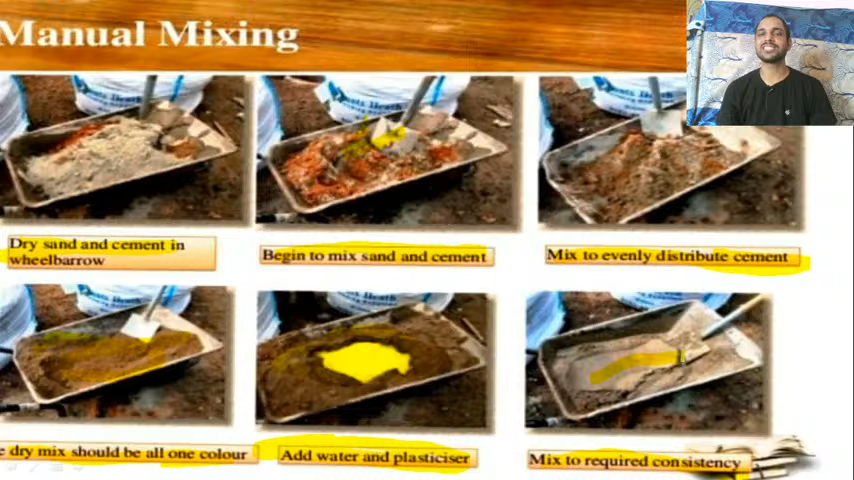 Manual Mixing
Dry sand and cement in
wheelbarrow
Begin to mix sand and cement
Mix to evenly distribute cement
e dry mix should be all one colour
Add water and plasticiser
Mix to required consistency